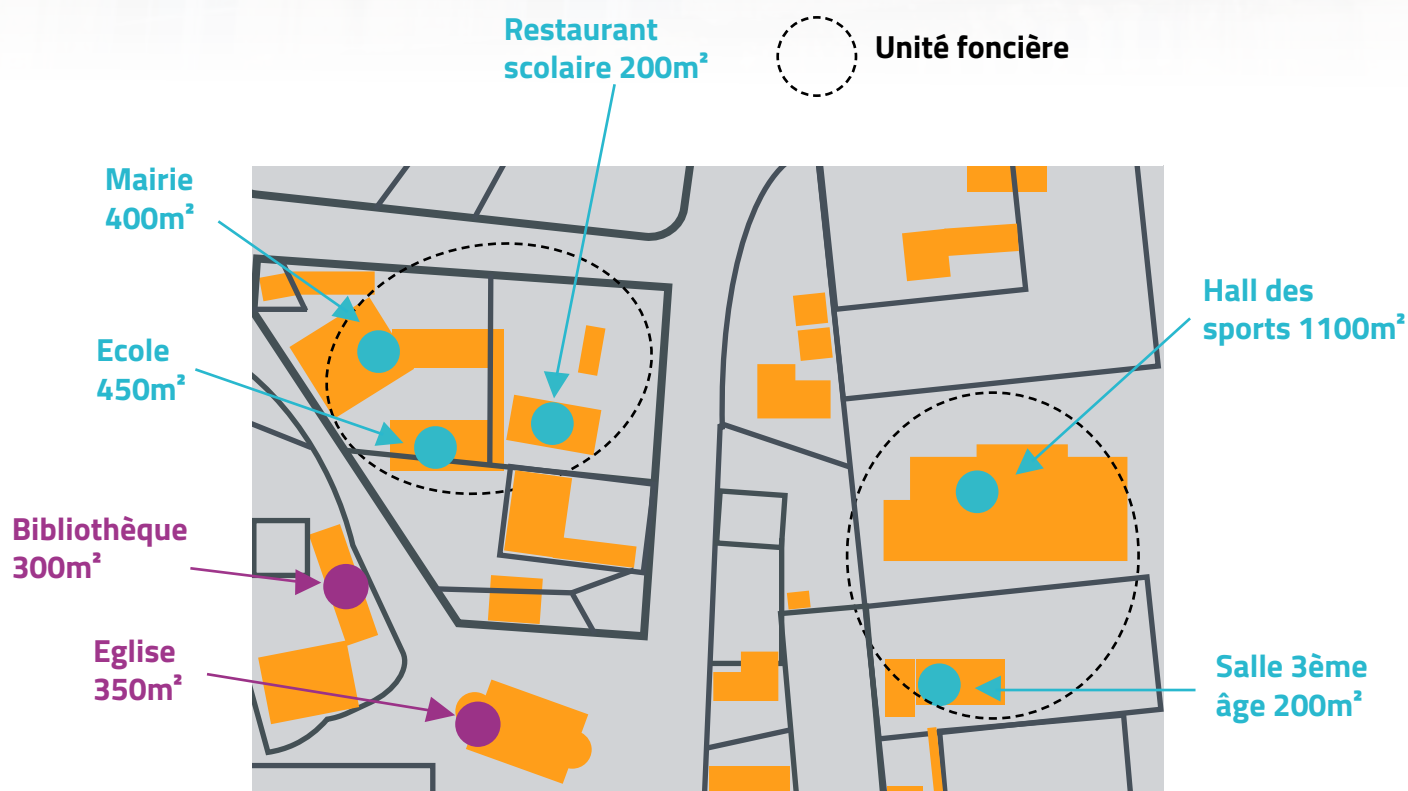 Restaurant
scolaire 200m²
Unité foncière
Mairie
400m²
Ecole
450m²
Hall des
sports 1100m²
Bibliothèque
300m²
Eglise
350m²
Salle 3ème
âge 200m²